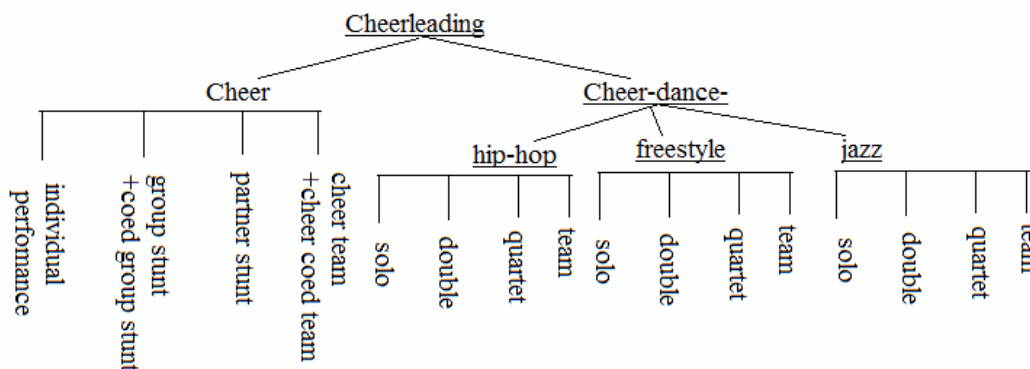 Cheerleading
Cheer
Cheer-dance-
hip-hop
freestyle
jazz
individual
perfomance
group stunt
+coed group stunt
partner stunt
cheer team
+cheer coed team
solo
double
quartet
team
solo
double
quartet
team
solo
double
quartet
team